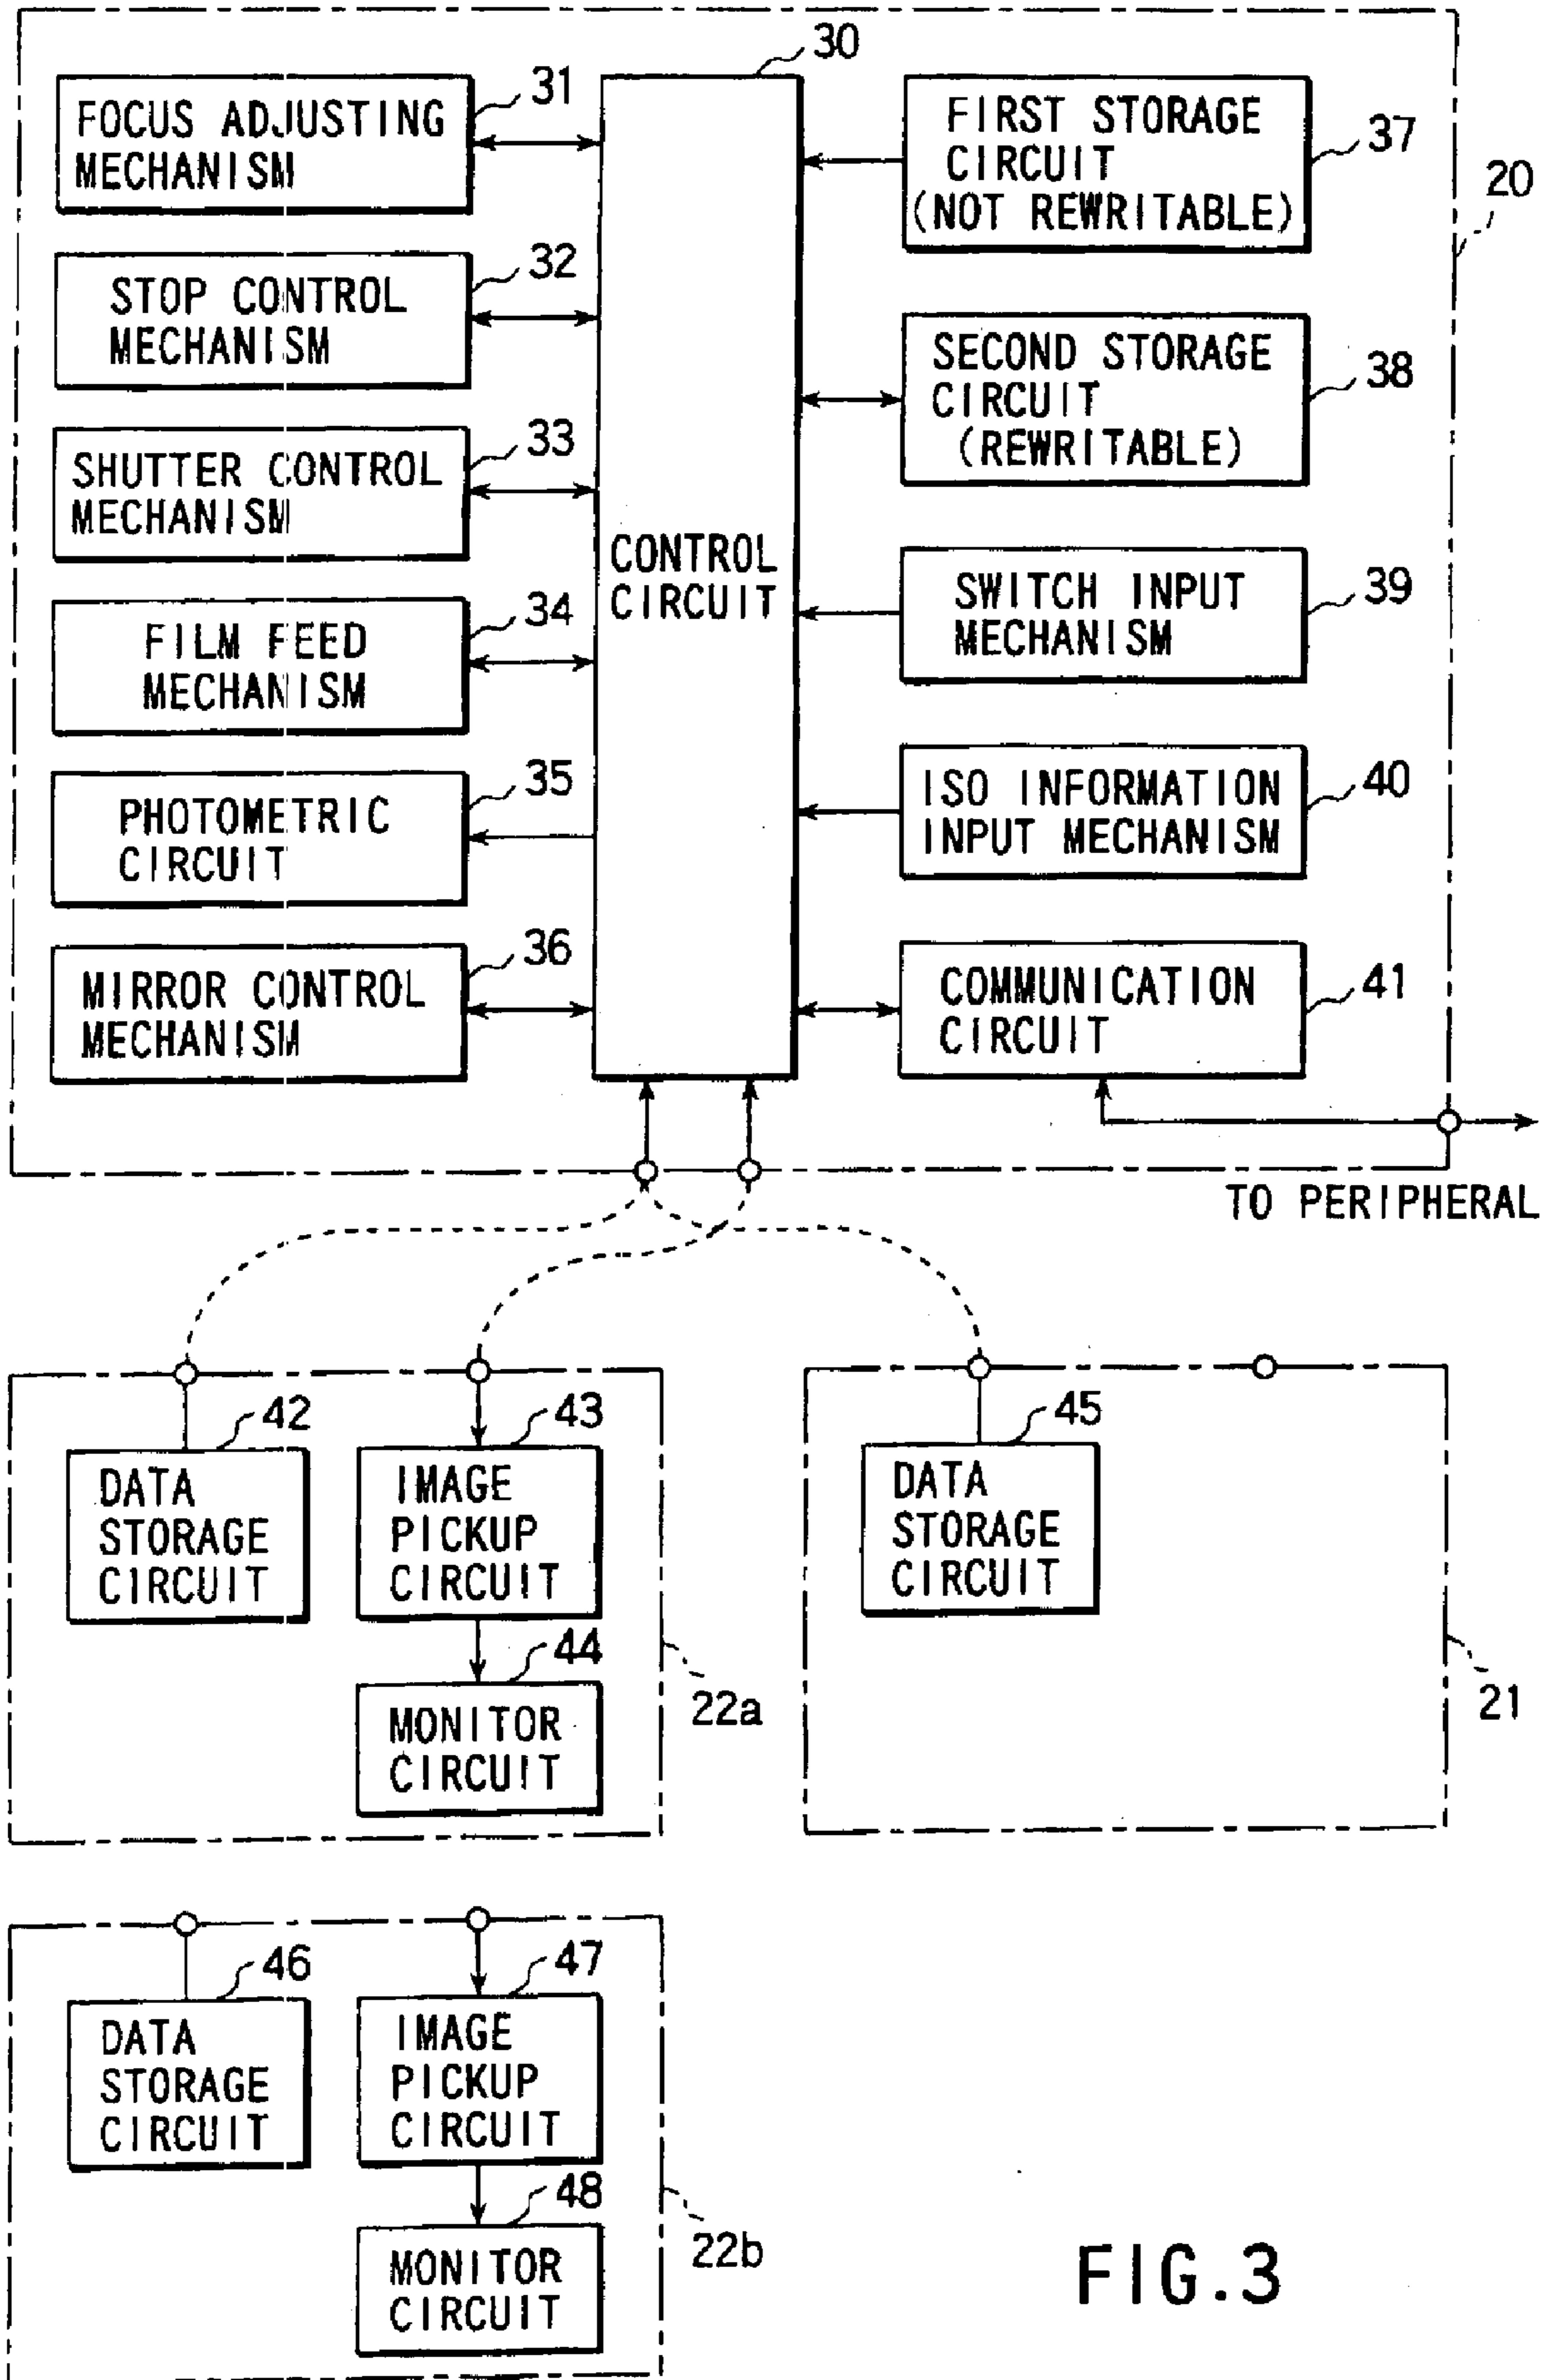 30
FOCUS ADJUSTING
MECHANISM
31
FIRST STORAGE
CIRCUIT
(NOT REWRITABLE)
37
20
STOP CONTROL
MECHANISM
32
SECOND STORAGE
CIRCUIT
(REWRITABLE)
38
SHUTTER CONTROL
MECHANISM
33
CONTROL
CIRCUIT
SWITCH INPUT
MECHANISM
39
FILM FEED
MECHANISM
34
PHOTOMETRIC
CIRCUIT
35
ISO INFORMATION
INPUT MECHANISM
40
MIRROR CONTROL
MECHANISM
36
COMMUNICATION
CIRCUIT
41
TO PERIPHERAL
42
DATA
STORAGE
CIRCUIT
43
IMAGE
PICKUP
CIRCUIT
44
MONITOR
CIRCUIT
22a
45
DATA
STORAGE
CIRCUIT
21
46
DATA
STORAGE
CIRCUIT
47
IMAGE
PICKUP
CIRCUIT
48
MONITOR
CIRCUIT
22b
FIG.3